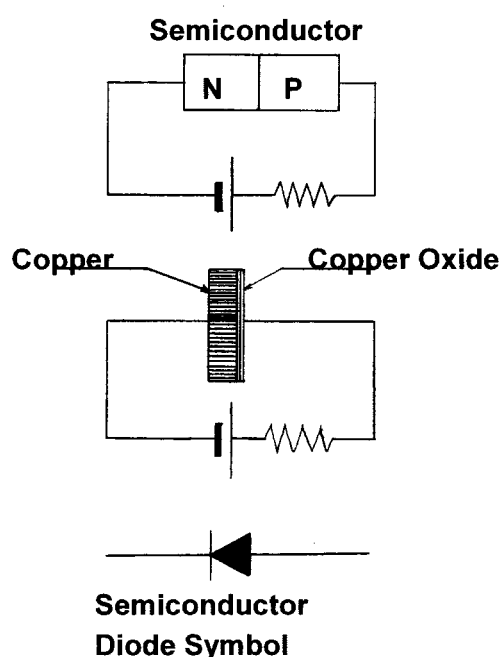 Semiconductor
N P
Copper Copper Oxide
Semiconductor
Diode Symbol